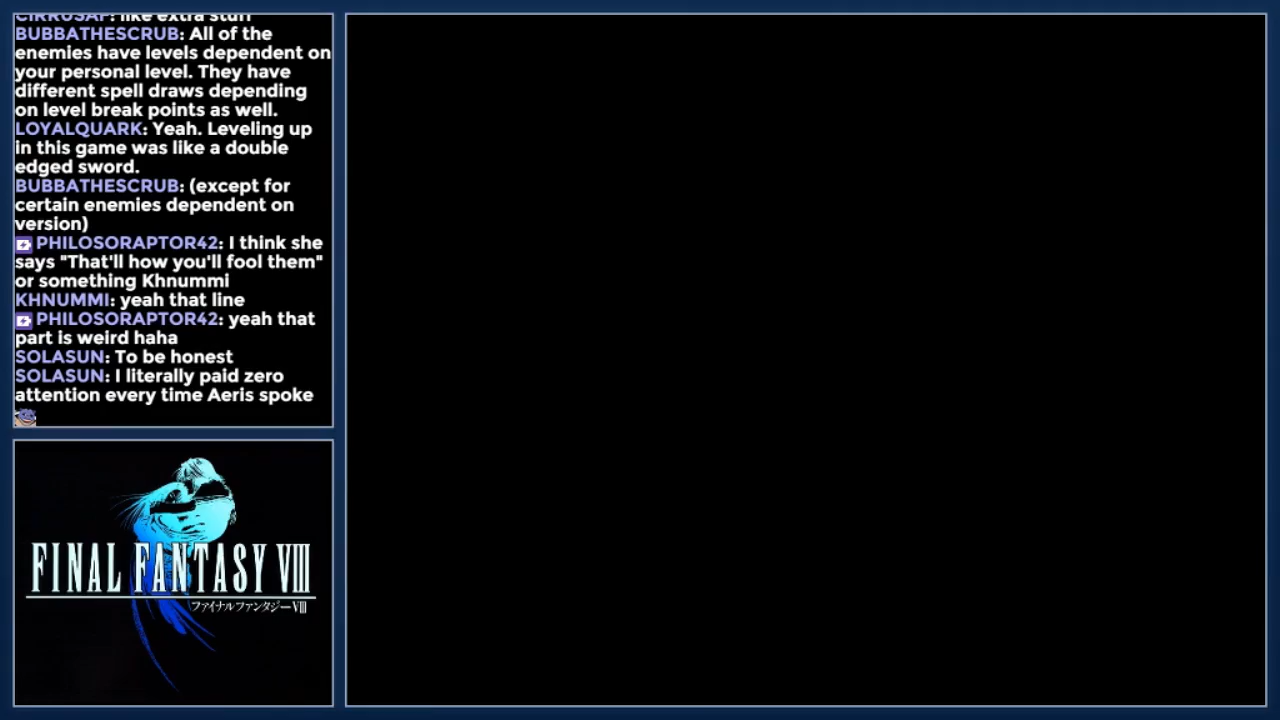 CIRRUSAF: like extra stuff
BUBBATHESCRUB: All of the
enemies have levels dependent on
your personal level. They have
different spell draws depending
on level break points as well.
LOYALQUARK: Yeah. Leveling up
in this game was like a double
edged sword.
BUBBATHESCRUB: (except for
certain enemies dependent on
version)
PHILOSORAPTOR42: I think she
says "That'll how you'll fool them"
or something Khnummi
KHNUMMI: yeah that line
PHILOSORAPTOR42: yeah that
part is weird haha
SOLASUN: To be honest
SOLASUN: I literally paid zero
attention every time Aeris spoke
FINAL FANTASY VIII
ファイナルファンタジーVIII